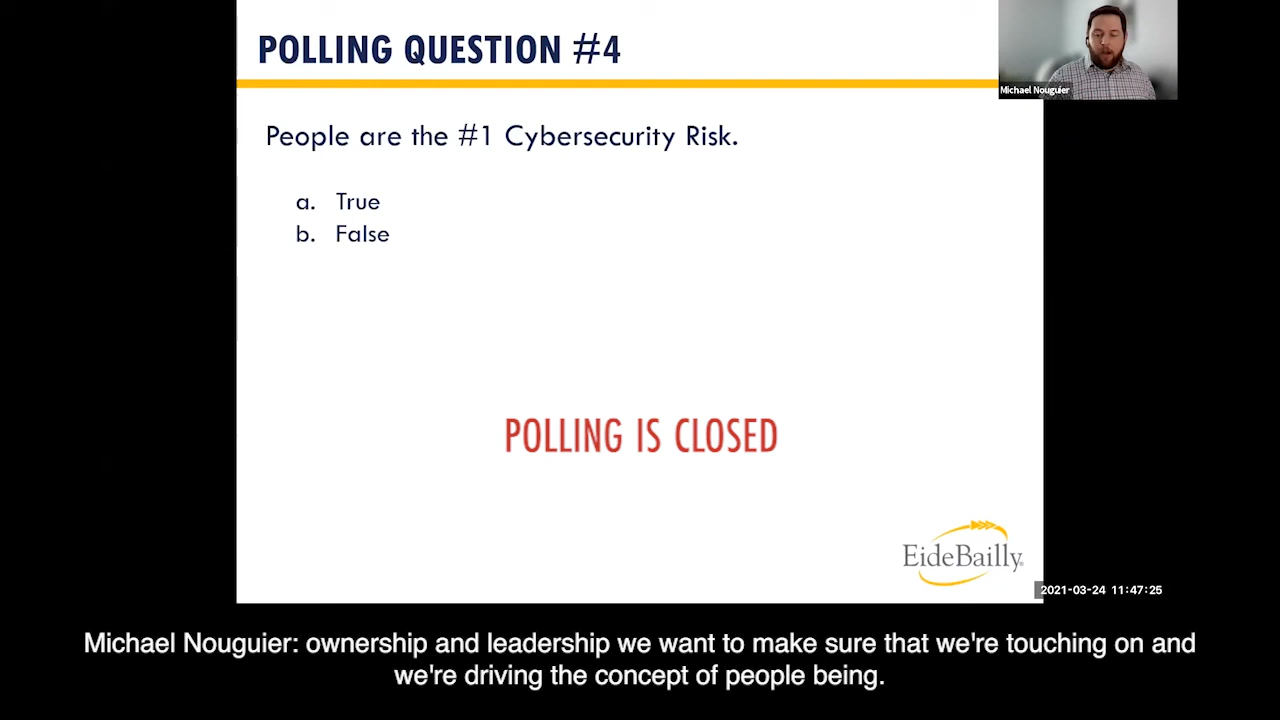 POLLING QUESTION #4
Michael Nouguier
People are the #1 Cybersecurity Risk.
a. True
b. False
POLLING IS CLOSED
EideBailly®
2021-03-24 11:47:25
Michael Nouguier: ownership and leadership we want to make sure that we're touching on and
we're driving the concept of people being.